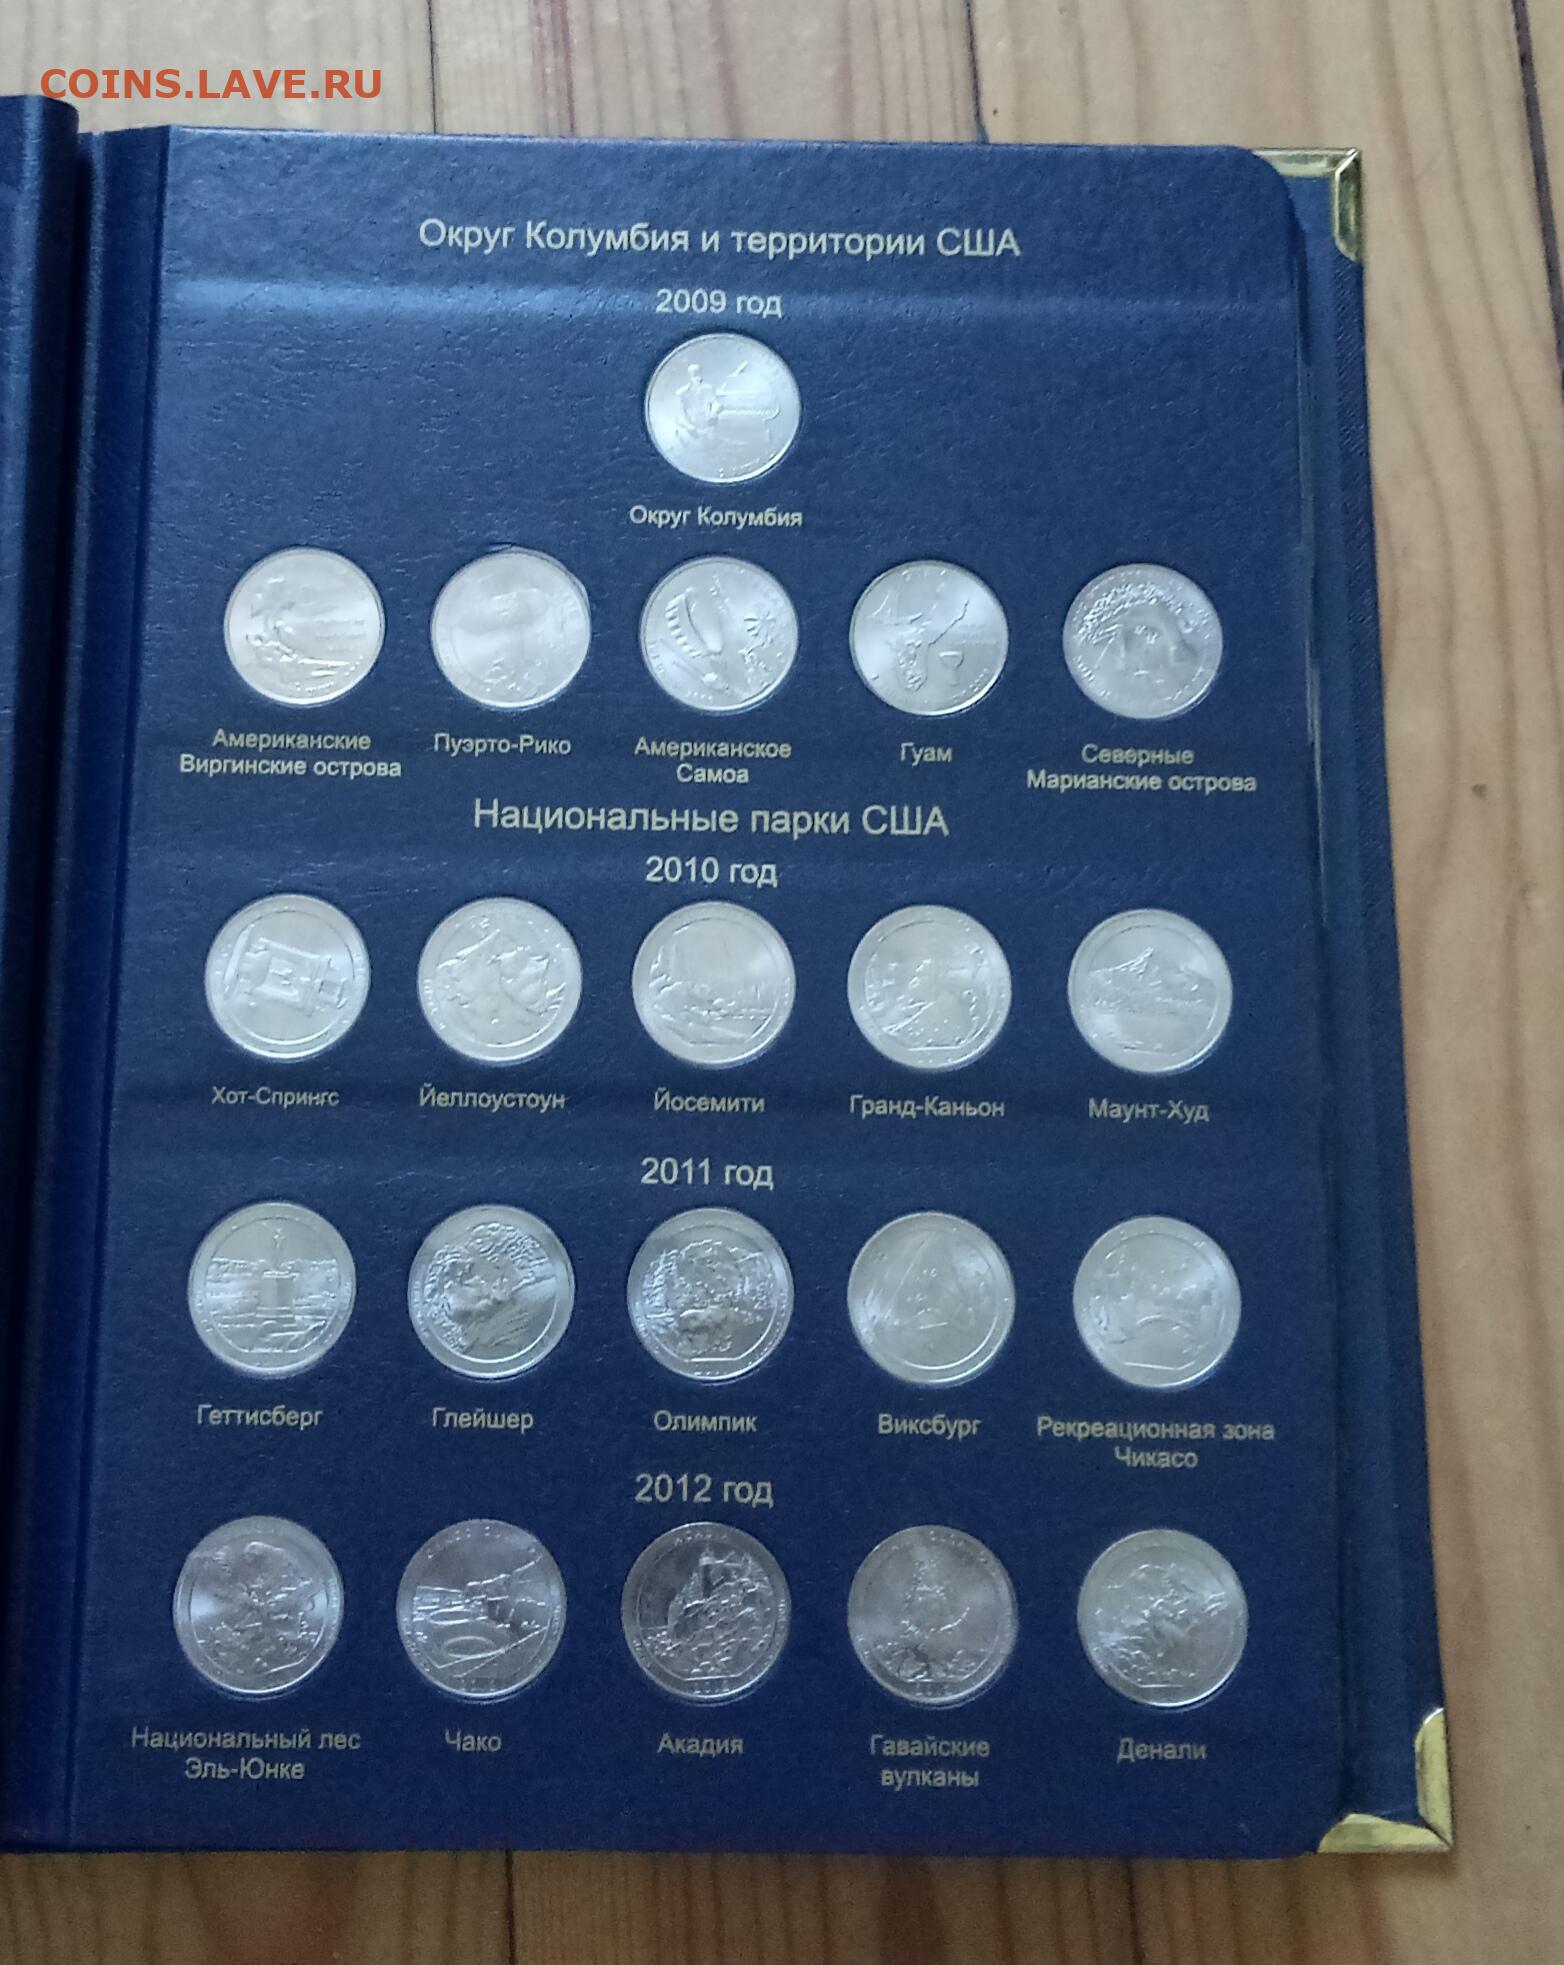 COINS.LAVE.RU
Округ Колумбия и территории США
2009 год
Округ Колумбия
Американские
Виргинские острова
Пуэрто-Рико
Американское
Самоа
Гуам
Северные
Марианские острова
Национальные парки США
2010 год
Хот-Спрингс
Йеллоустоун
Йосемити
Гранд-Каньон
Маунт-Худ
2011 год
Геттисберг
Глейшер
Олимпик
Виксбург
Рекреационная зона
Чикасо
2012 год
Национальный лес
Эль-Юнке
Чако
Акадия
Гавайские
вулканы
Денали